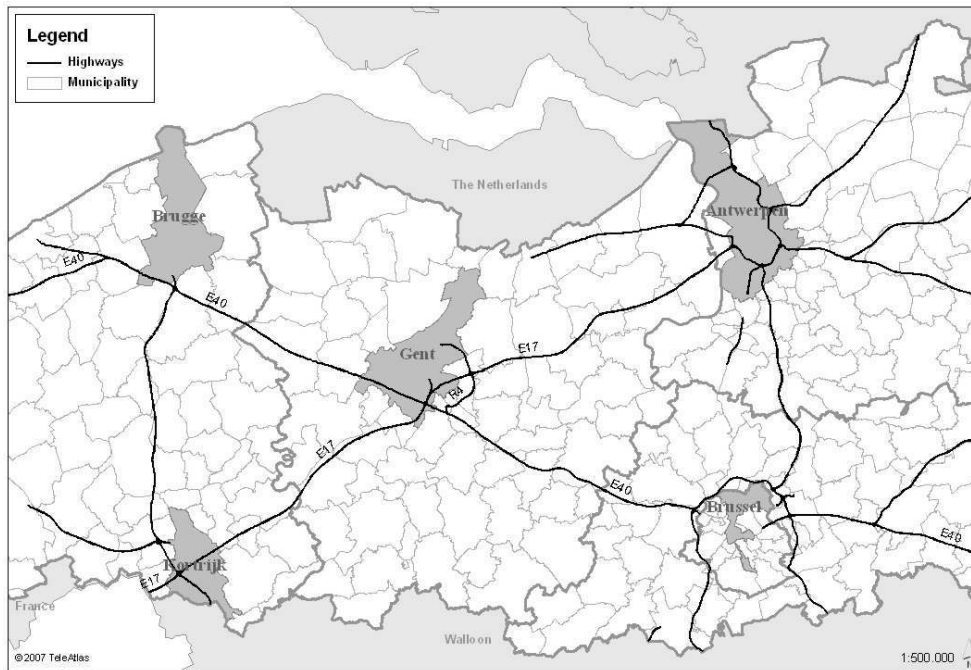 Legend
Highways
Municipality
The Netherlands
Brugge
Antwerpen
E40
E40
Gent
E17
R4
E17
E40
Brussel
E40
Kortrijk
E17
France
Walloon
©2007 TeleAtlas
1:500 000